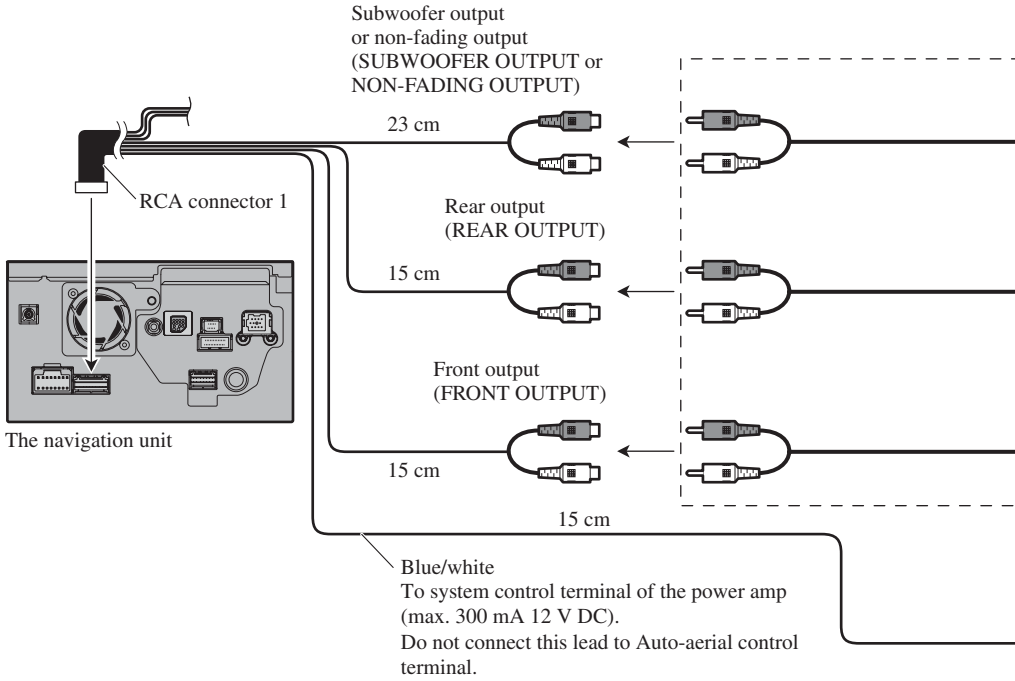 Subwoofer output
or non-fading output
(SUBWOOFER OUTPUT or
NON-FADING OUTPUT)
23 cm
RCA connector 1
Rear output
(REAR OUTPUT)
15 cm
Front output
(FRONT OUTPUT)
The navigation unit
15 cm
15 cm
Blue/white
To system control terminal of the power amp
(max. 300 mA 12 V DC).
Do not connect this lead to Auto-aerial control
terminal.